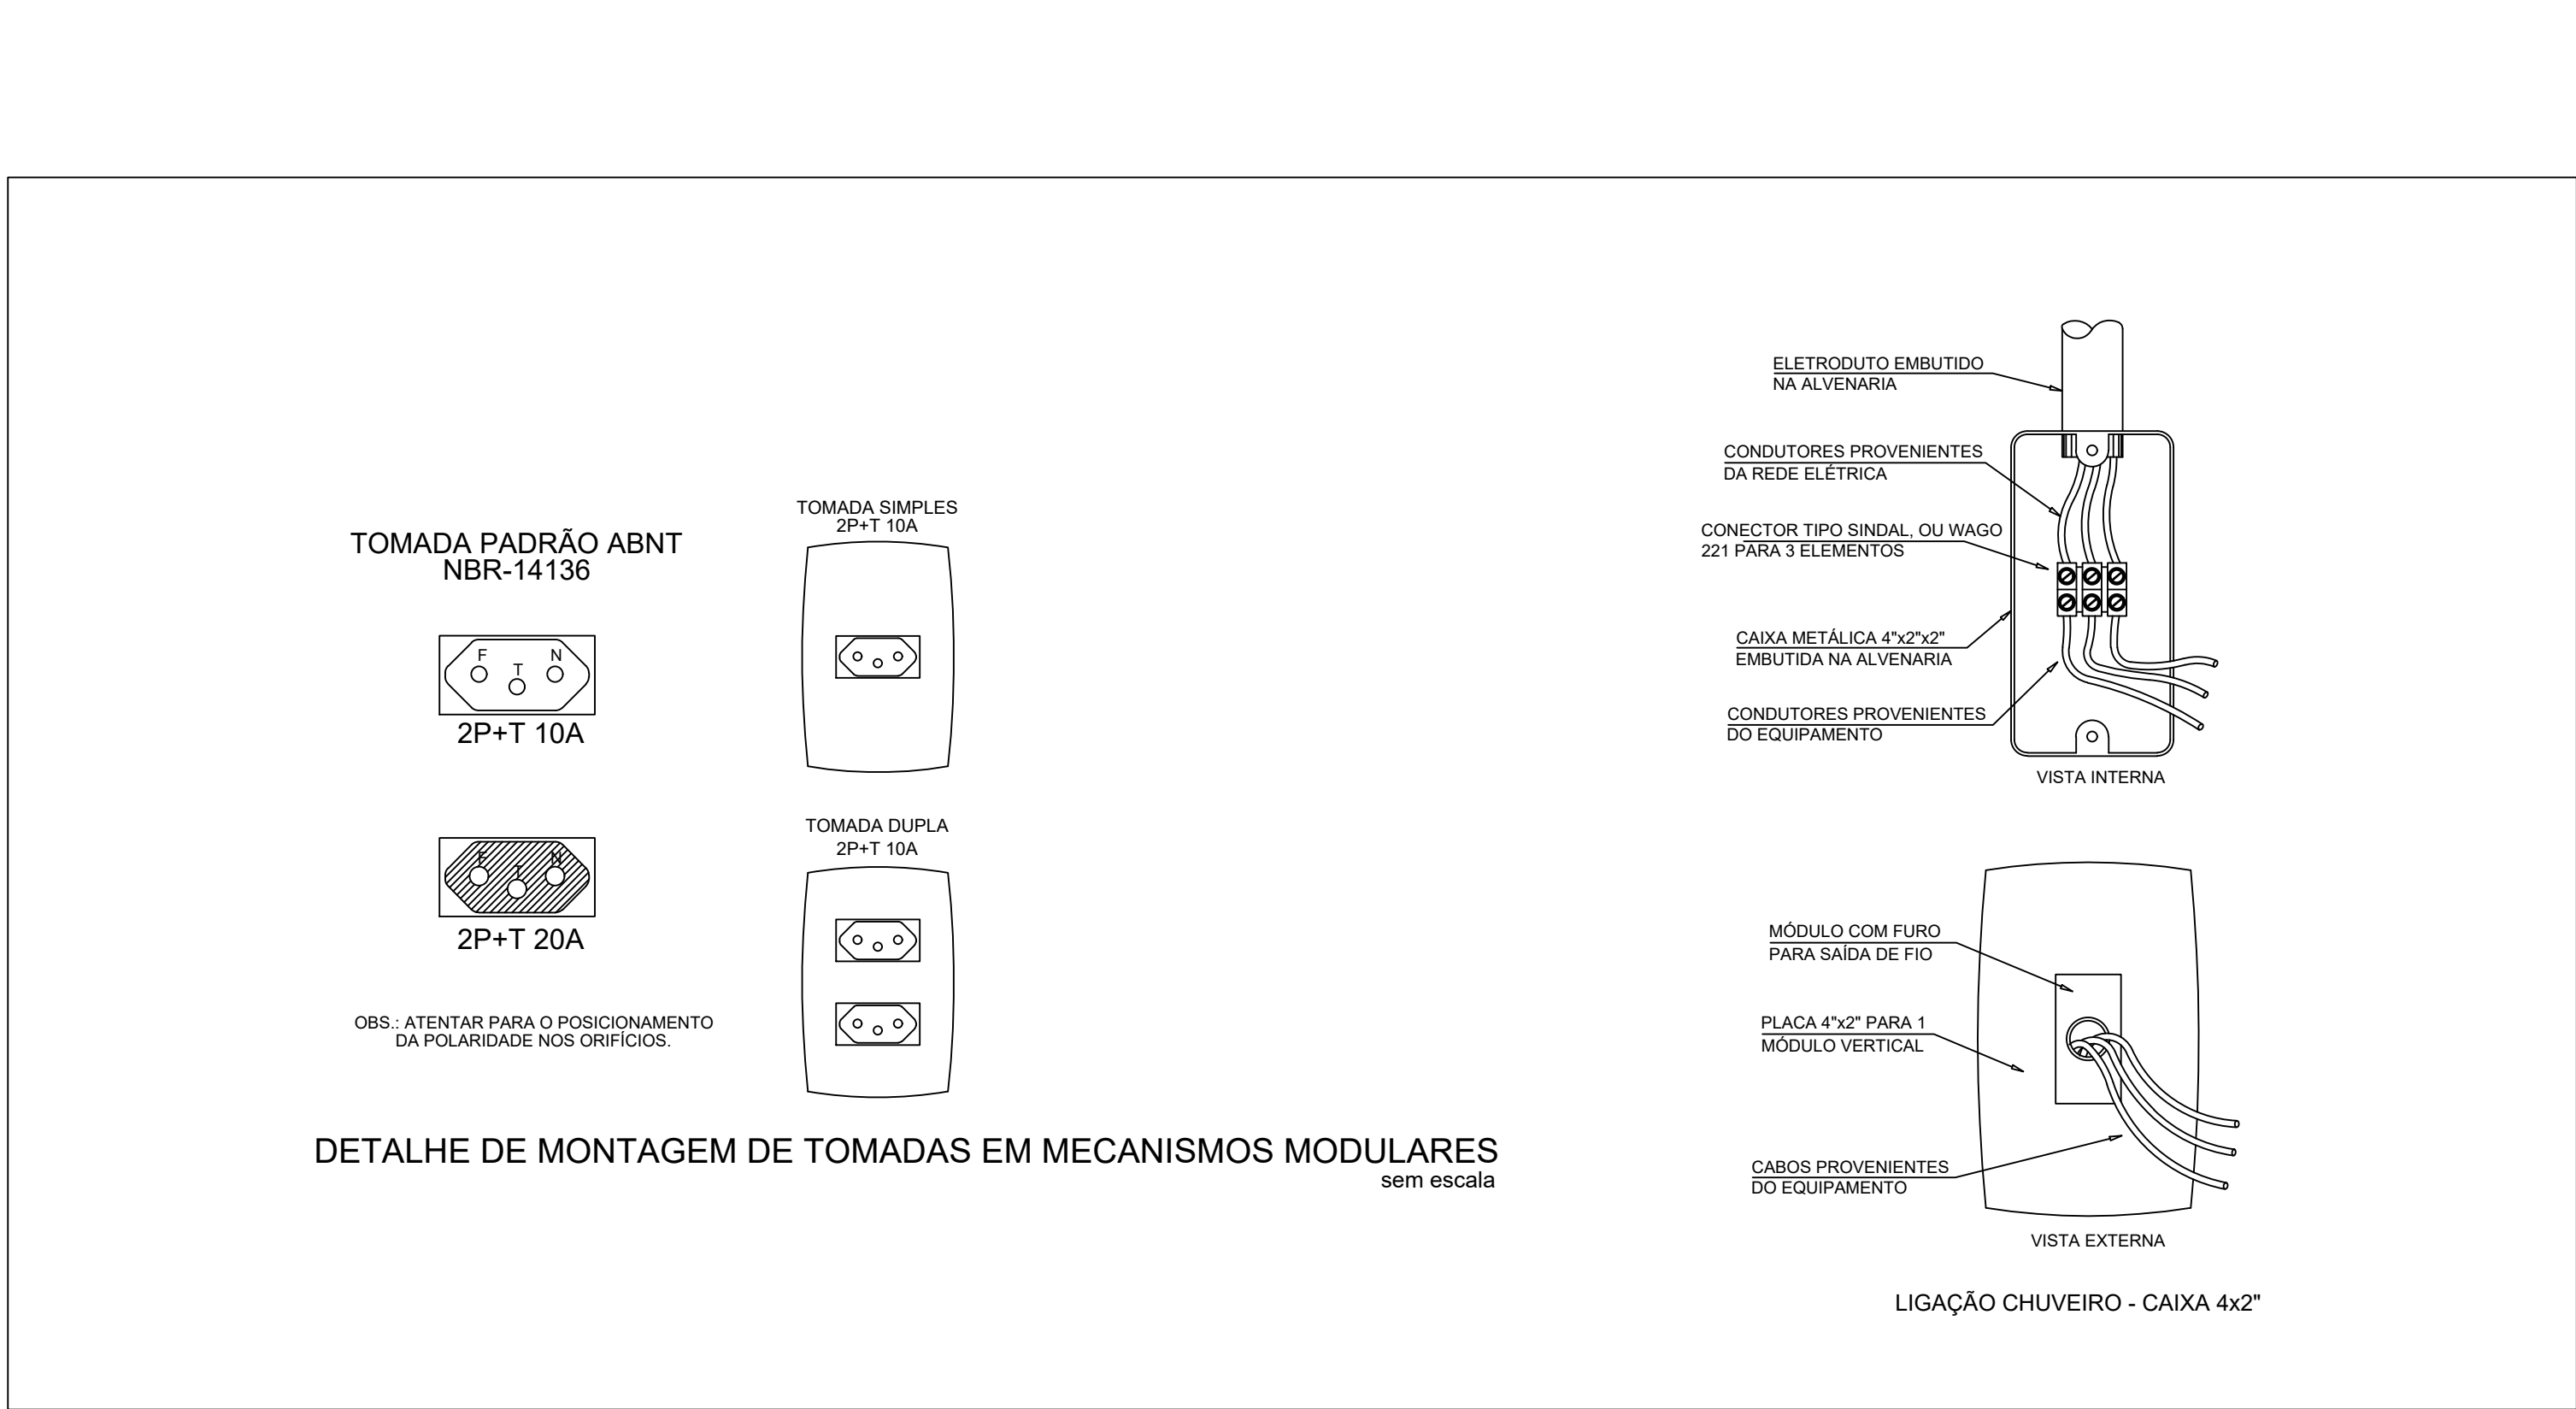 TOMADA PADRÃO ABNT
NBR-14136
F
T
N
2P+T 10A
F
T
N
2P+T 20A
OBS.: ATENTAR PARA O POSICIONAMENTO
DA POLARIDADE NOS ORIFÍCIOS.
TOMADA SIMPLES
2P+T 10A
TOMADA DUPLA
2P+T 10A
DETALHE DE MONTAGEM DE TOMADAS EM MECANISMOS MODULARES
sem escala
ELETRODUTO EMBUTIDO
NA ALVENARIA
CONDUTORES PROVENIENTES
DA REDE ELÉTRICA
CONECTOR TIPO SINDAL, OU WAGO
221 PARA 3 ELEMENTOS
CAIXA METÁLICA 4"x2"x2"
EMBUTIDA NA ALVENARIA
CONDUTORES PROVENIENTES
DO EQUIPAMENTO
VISTA INTERNA
MÓDULO COM FURO
PARA SAÍDA DE FIO
PLACA 4"x2" PARA 1
MÓDULO VERTICAL
CABOS PROVENIENTES
DO EQUIPAMENTO
VISTA EXTERNA
LIGAÇÃO CHUVEIRO - CAIXA 4x2"